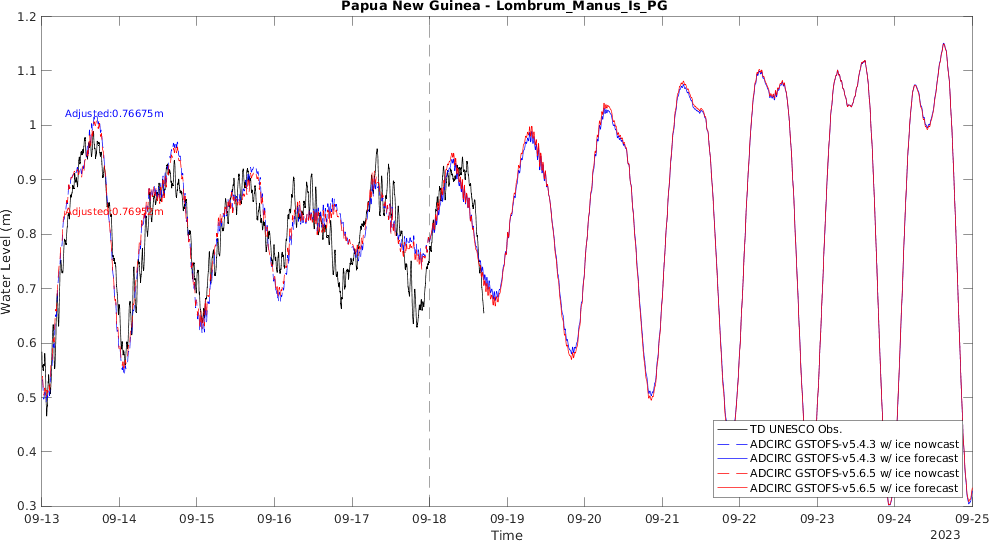 Papua New Guinea - Lombrum_Manus_Is_PG
1.2
1.1
1
0.9
0.8
0.7
0.6
0.5
0.4
0.3
Water Level (m)
Adjusted:0.76675m
Adjusted:0.76952m
TD UNESCO Obs.
ADCIRC GSTOFS-v5.4.3 w/ ice nowcast
ADCIRC GSTOFS-v5.4.3 w/ ice forecast
ADCIRC GSTOFS-v5.6.5 w/ ice nowcast
ADCIRC GSTOFS-v5.6.5 w/ ice forecast
09-13 09-14 09-15 09-16 09-17 09-18 09-19 09-20 09-21 09-22 09-23 09-24 09-25
Time
2023